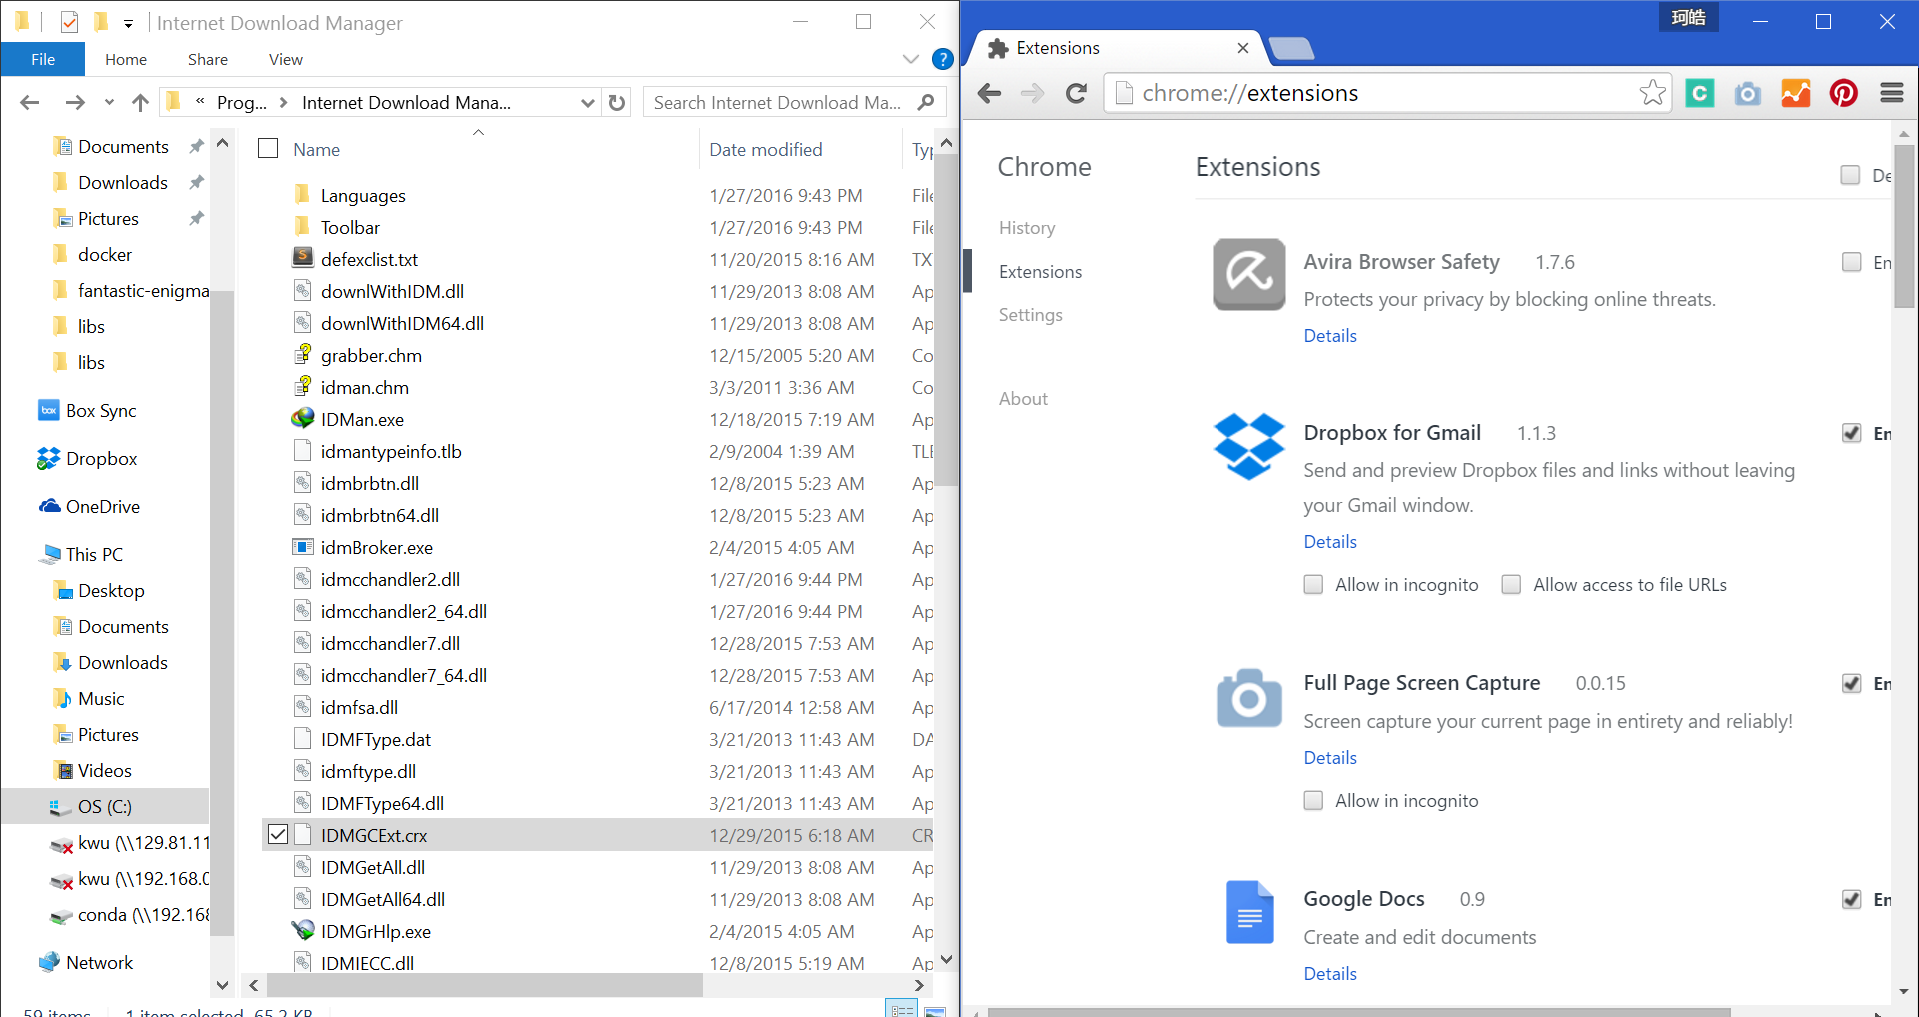 Internet Download Manager
File Home Share View
« Prog... > Internet Download Mana... Search Internet Download Ma...
Documents
Downloads
Pictures
docker
fantastic-enigma
libs
libs
box Box Sync
Dropbox
OneDrive
This PC
Desktop
Documents
Downloads
Music
Pictures
Videos
OS (C:)
kwu (\\129.81.11
kwu (\\192.168.0
conda (\\192.168
Network
Name Date modified Typ
Languages 1/27/2016 9:43 PM File
Toolbar 1/27/2016 9:43 PM File
defexclist.txt 11/20/2015 8:16 AM TX
downlWithIDM.dll 11/29/2013 8:08 AM Ap
downlWithIDM64.dll 11/29/2013 8:08 AM Ap
grabber.chm 12/15/2005 5:20 AM Co
idman.chm 3/3/2011 3:36 AM Co
IDMan.exe 12/18/2015 7:19 AM Ap
idmantypeinfo.tlb 2/9/2004 1:39 AM TLB
idmbrbtn.dll 12/8/2015 5:23 AM Ap
idmbrbtn64.dll 12/8/2015 5:23 AM Ap
idmBroker.exe 2/4/2015 4:05 AM Ap
idmcchandler2.dll 1/27/2016 9:44 PM Ap
idmcchandler2_64.dll 1/27/2016 9:44 PM Ap
idmcchandler7.dll 12/28/2015 7:53 AM Ap
idmcchandler7_64.dll 12/28/2015 7:53 AM Ap
idmfsa.dll 6/17/2014 12:58 AM Ap
IDMFType.dat 3/21/2013 11:43 AM DA
idmftype.dll 3/21/2013 11:43 AM Ap
IDMFType64.dll 3/21/2013 11:43 AM Ap
IDMGCExt.crx 12/29/2015 6:18 AM CR
IDMGetAll.dll 11/29/2013 8:08 AM Ap
IDMGetAll64.dll 11/29/2013 8:08 AM Ap
IDMGrHlp.exe 2/4/2015 4:05 AM Ap
IDMIECC.dll 12/8/2015 5:19 AM Ap
59 items 1 item selected 65.2 KB
珂皓
Extensions
chrome://extensions
Chrome
History
Extensions
Settings
About
Extensions De
Avira Browser Safety 1.7.6 En
Protects your privacy by blocking online threats.
Details
Dropbox for Gmail 1.1.3 En
Send and preview Dropbox files and links without leaving
your Gmail window.
Details
Allow in incognito Allow access to file URLs
Full Page Screen Capture 0.0.15 En
Screen capture your current page in entirety and reliably!
Details
Allow in incognito
Google Docs 0.9 En
Create and edit documents
Details